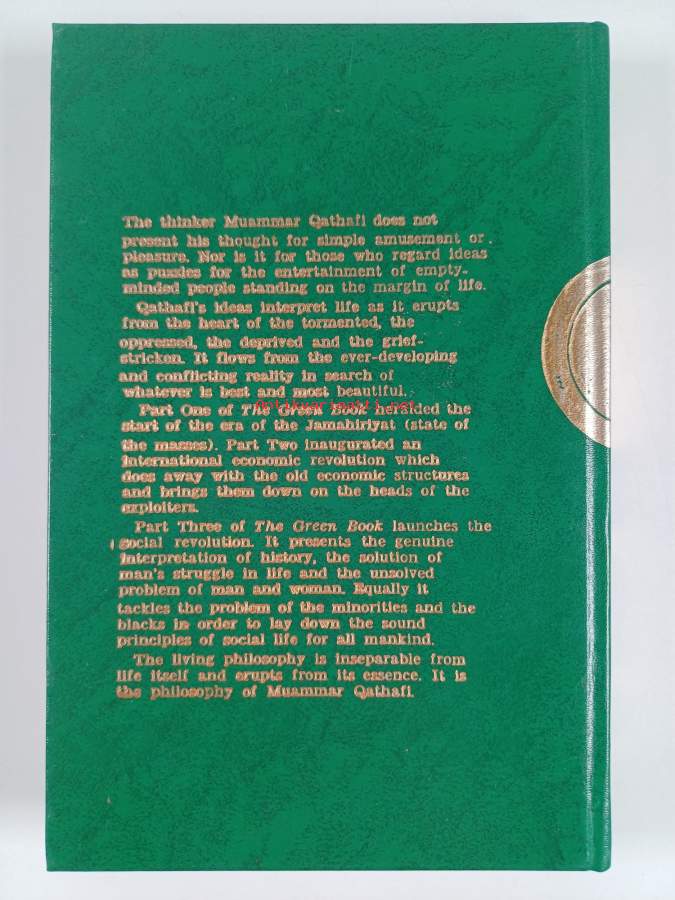 The thinker Muammar Qathafi does not
present his thought for simple amusement or
pleasure. Nor is it for those who regard ideas
as puzzles for the entertainment of empty-
minded people standing on the margin of life.
Qathafi's ideas interpret life as it erupts
from the heart of the tormented, the
oppressed, the deprived and the grief-
stricken. It flows from the ever-developing
and conflicting reality in search of
whatever is best and most beautiful.
Part One of The Green Book heralded the
start of the era of the Jamahiriyat (state of
the masses). Part Two inaugurated an
international economic revolution which
does away with the old economic structures
and brings them down on the heads of the
exploiters.
Part Three of The Green Book launches the
social revolution. It presents the genuine
interpretation of history, the solution of
man's struggle in life and the unsolved
problem of man and woman. Equally it
tackles the problem of the minorities and the
blacks in order to lay down the sound
principles of social life for all mankind.
The living philosophy is inseparable from
life itself and erupts from its essence. It is
the philosophy of Muammar Qathafi.